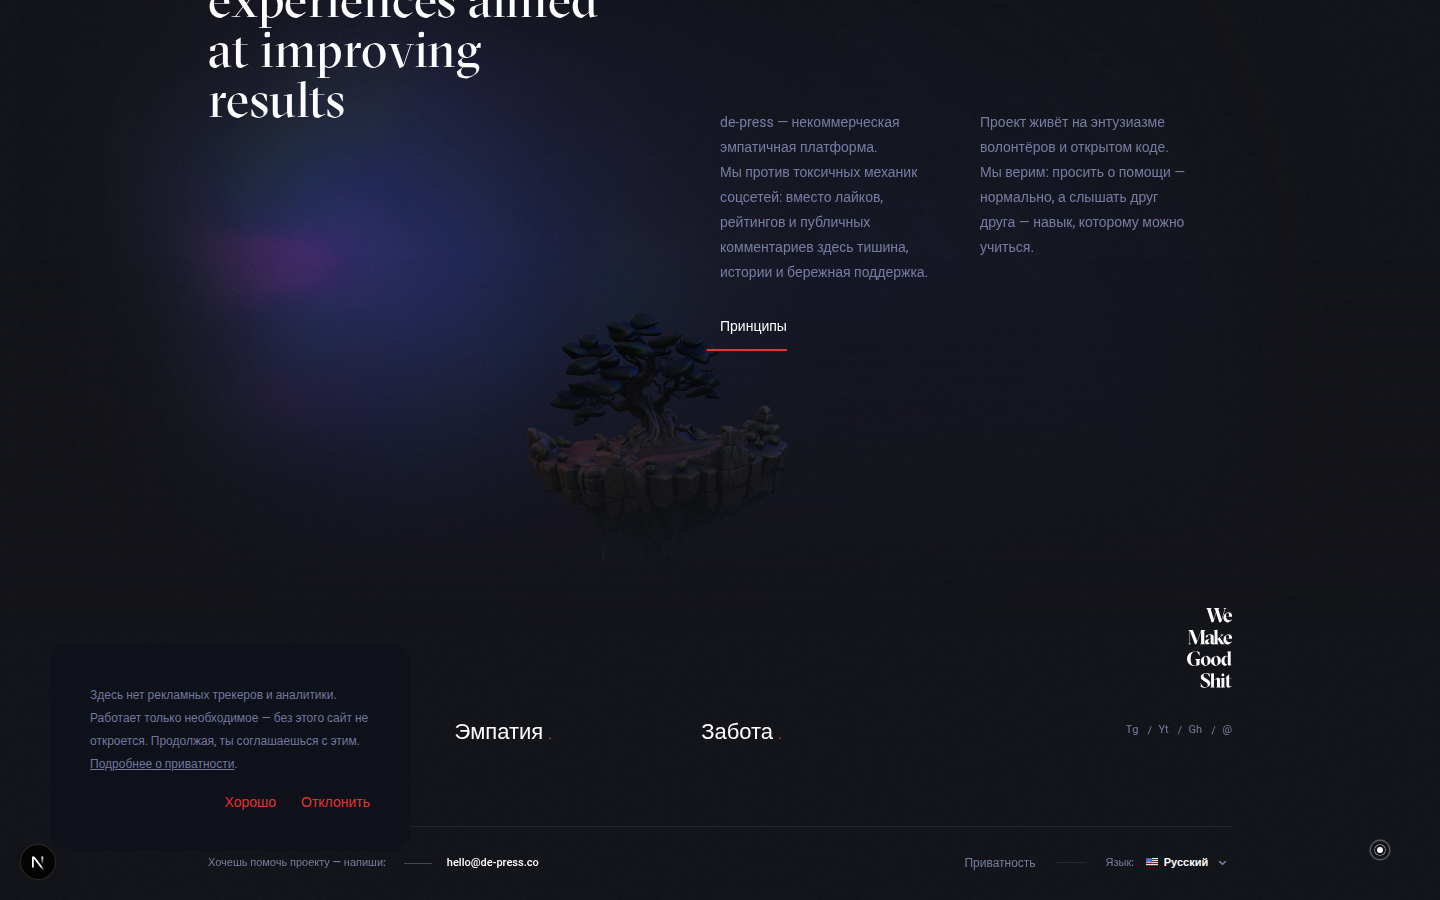 experiences aimed
at improving
results
de-press — некоммерческая
эмпатичная платформа.
Мы против токсичных механик
соцсетей: вместо лайков,
рейтингов и публичных
комментариев здесь тишина,
истории и бережная поддержка.
Проект живёт на энтузиазме
волонтёров и открытом коде.
Мы верим: просить о помощи —
нормально, а слышать друг
друга — навык, которому можно
учиться.
Принципы
We
Make
Good
Shit
Здесь нет рекламных трекеров и аналитики.
Работает только необходимое — без этого сайт не
откроется. Продолжая, ты соглашаешься с этим.
Подробнее о приватности.
Хорошо Отклонить
Эмпатия .
Забота .
Tg / Yt / Gh / @
N
Хочешь помочь проекту — напиши: hello@de-press.co
Приватность Язык: Русский